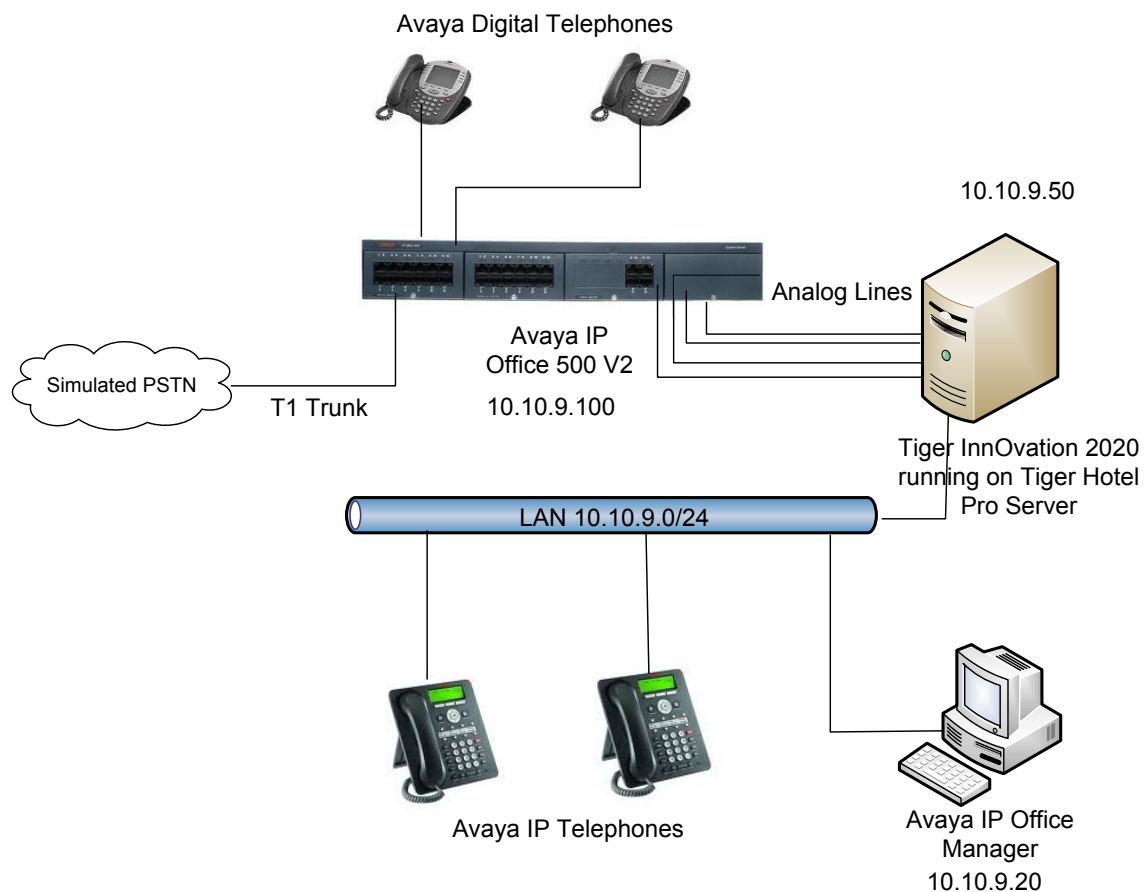 Avaya Digital Telephones
10.10.9.50
Analog Lines
Avaya IP
Office 500 V2
10.10.9.100
Simulated PSTN
T1 Trunk
Tiger InnOvation 2020
running on Tiger Hotel
Pro Server
LAN 10.10.9.0/24
Avaya IP Telephones
Avaya IP Office
Manager
10.10.9.20